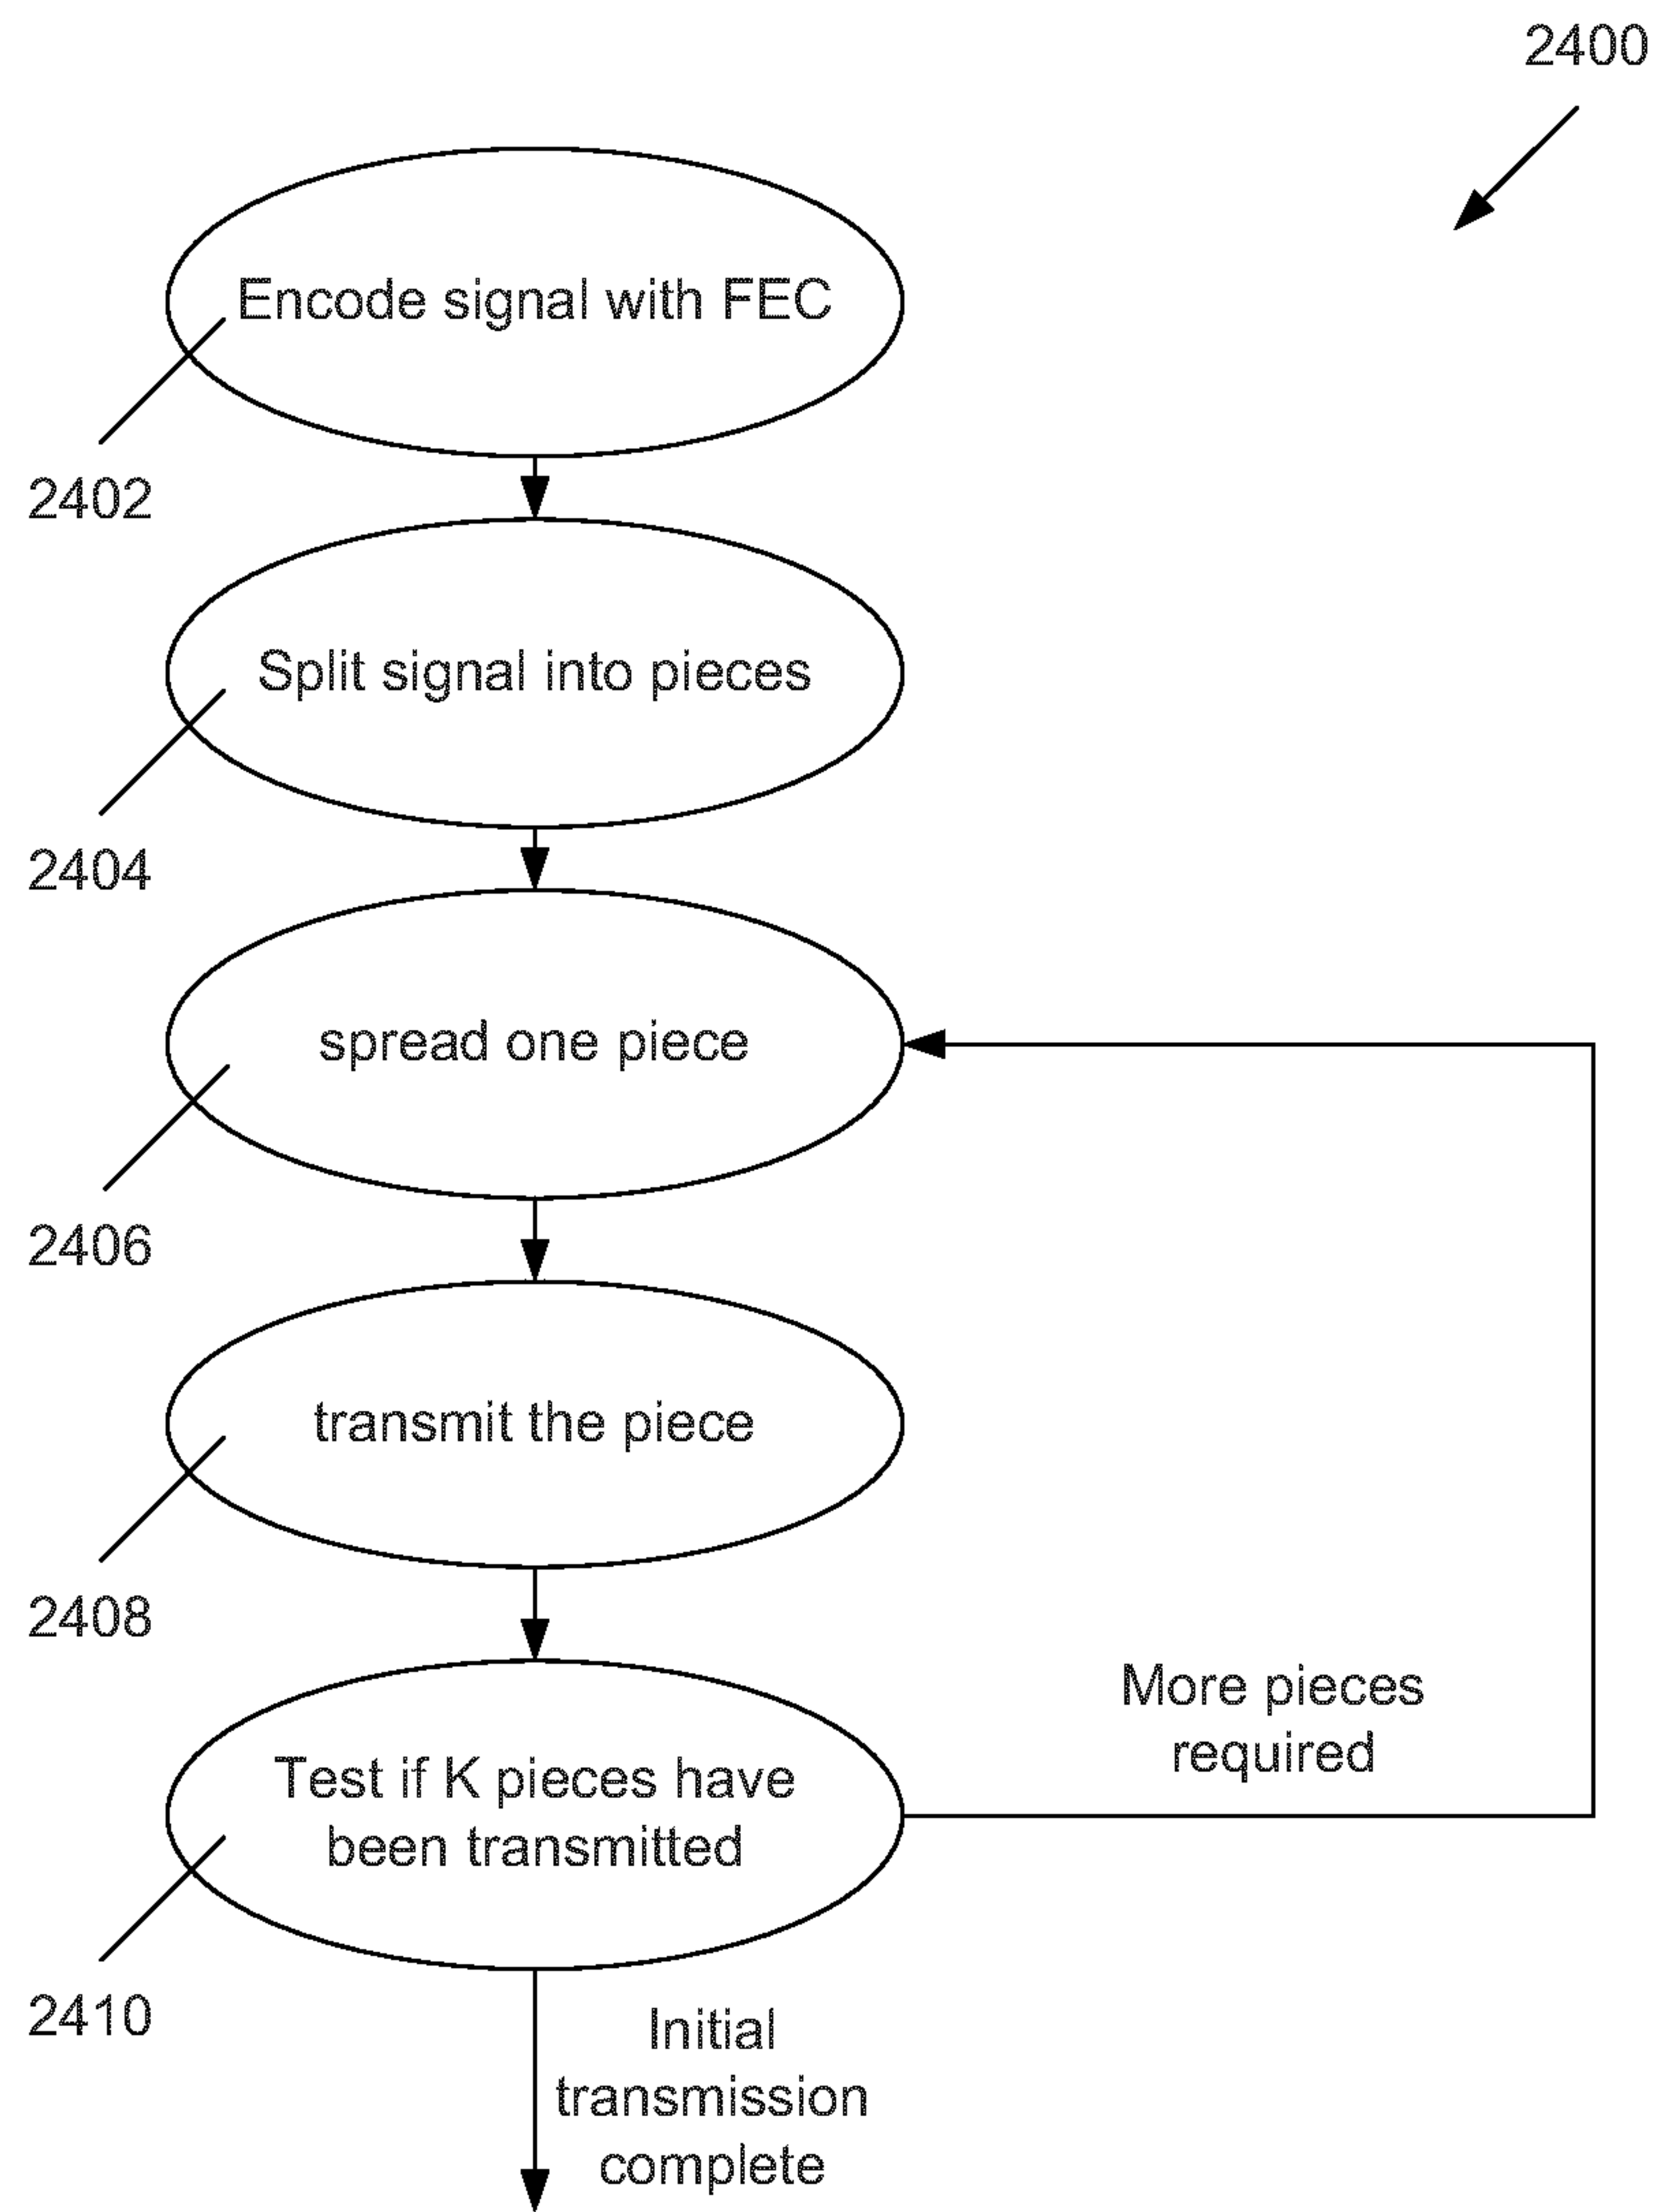 2400
Encode signal with FEC
2402
Split signal into pieces
2404
spread one piece
2406
transmit the piece
2408
More pieces
required
Test if K pieces have
been transmitted
2410
Initial
transmission
complete